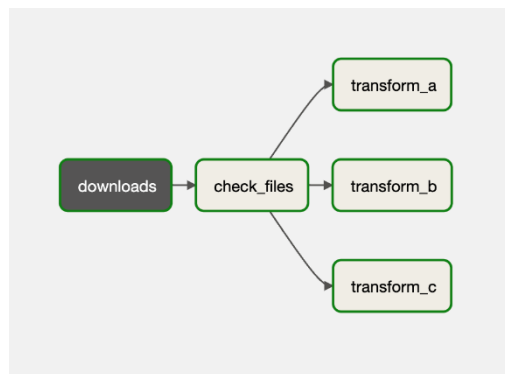 transform_a
downloads
check_files
transform_b
transform_c